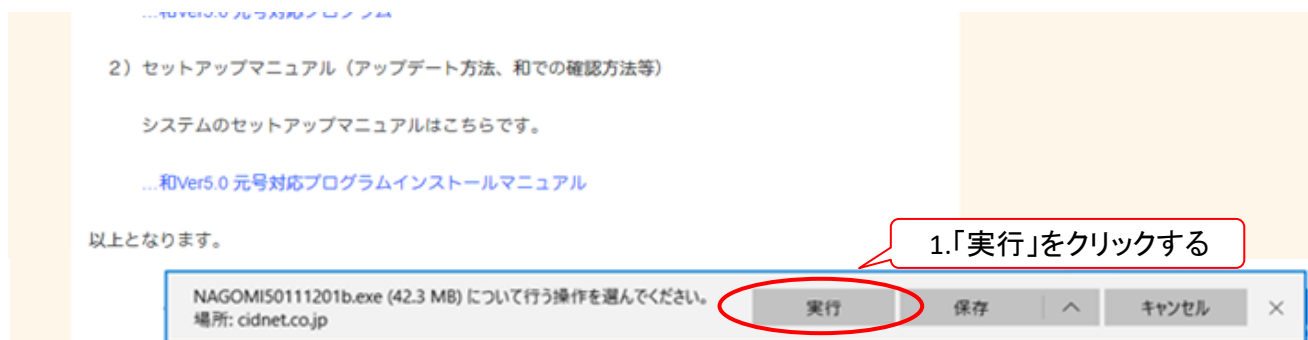 …和Ver5.0 元号対応プログラム
２）セットアップマニュアル（アップデート方法、和での確認方法等）
システムのセットアップマニュアルはこちらです。
…和Ver5.0 元号対応プログラムインストールマニュアル
以上となります。
1.「実行」をクリックする
NAGOMI50111201b.exe (42.3 MB) について行う操作を選んでください。
場所: cidnet.co.jp
実行 保存 キャンセル